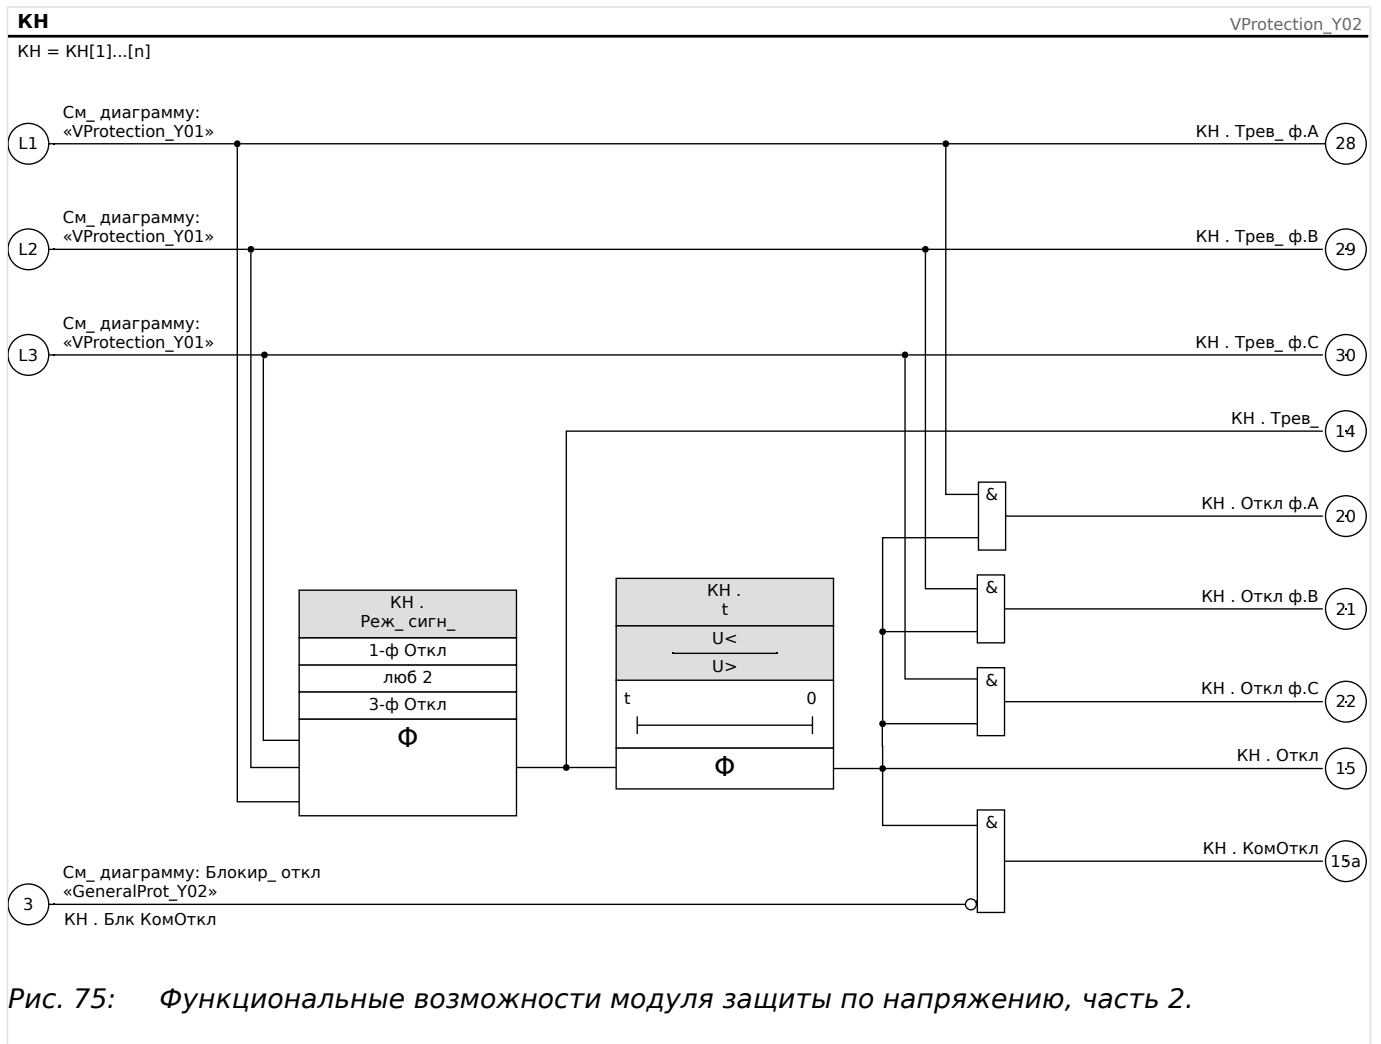 КН
VProtection_Y02
КН = КН[1]...[n]
См_ диаграмму:
«VProtection_Y01»
L1
КН . Трев_ ф.A
28
См_ диаграмму:
«VProtection_Y01»
L2
КН . Трев_ ф.B
29
См_ диаграмму:
«VProtection_Y01»
L3
КН . Трев_ ф.C
30
КН . Трев_
14
&
КН . Откл ф.A
20
&
КН . Откл ф.B
21
&
КН . Откл ф.C
22
КН .
Реж_ сигн_
1-ф Откл
люб 2
3-ф Откл
Ф
КН .
t
U<
U>
t 0
Ф
КН . Откл
15
&
КН . КомОткл
15a
См_ диаграмму: Блокир_ откл
«GeneralProt_Y02»
3
КН . Блк КомОткл
Рис. 75: Функциональные возможности модуля защиты по напряжению, часть 2.